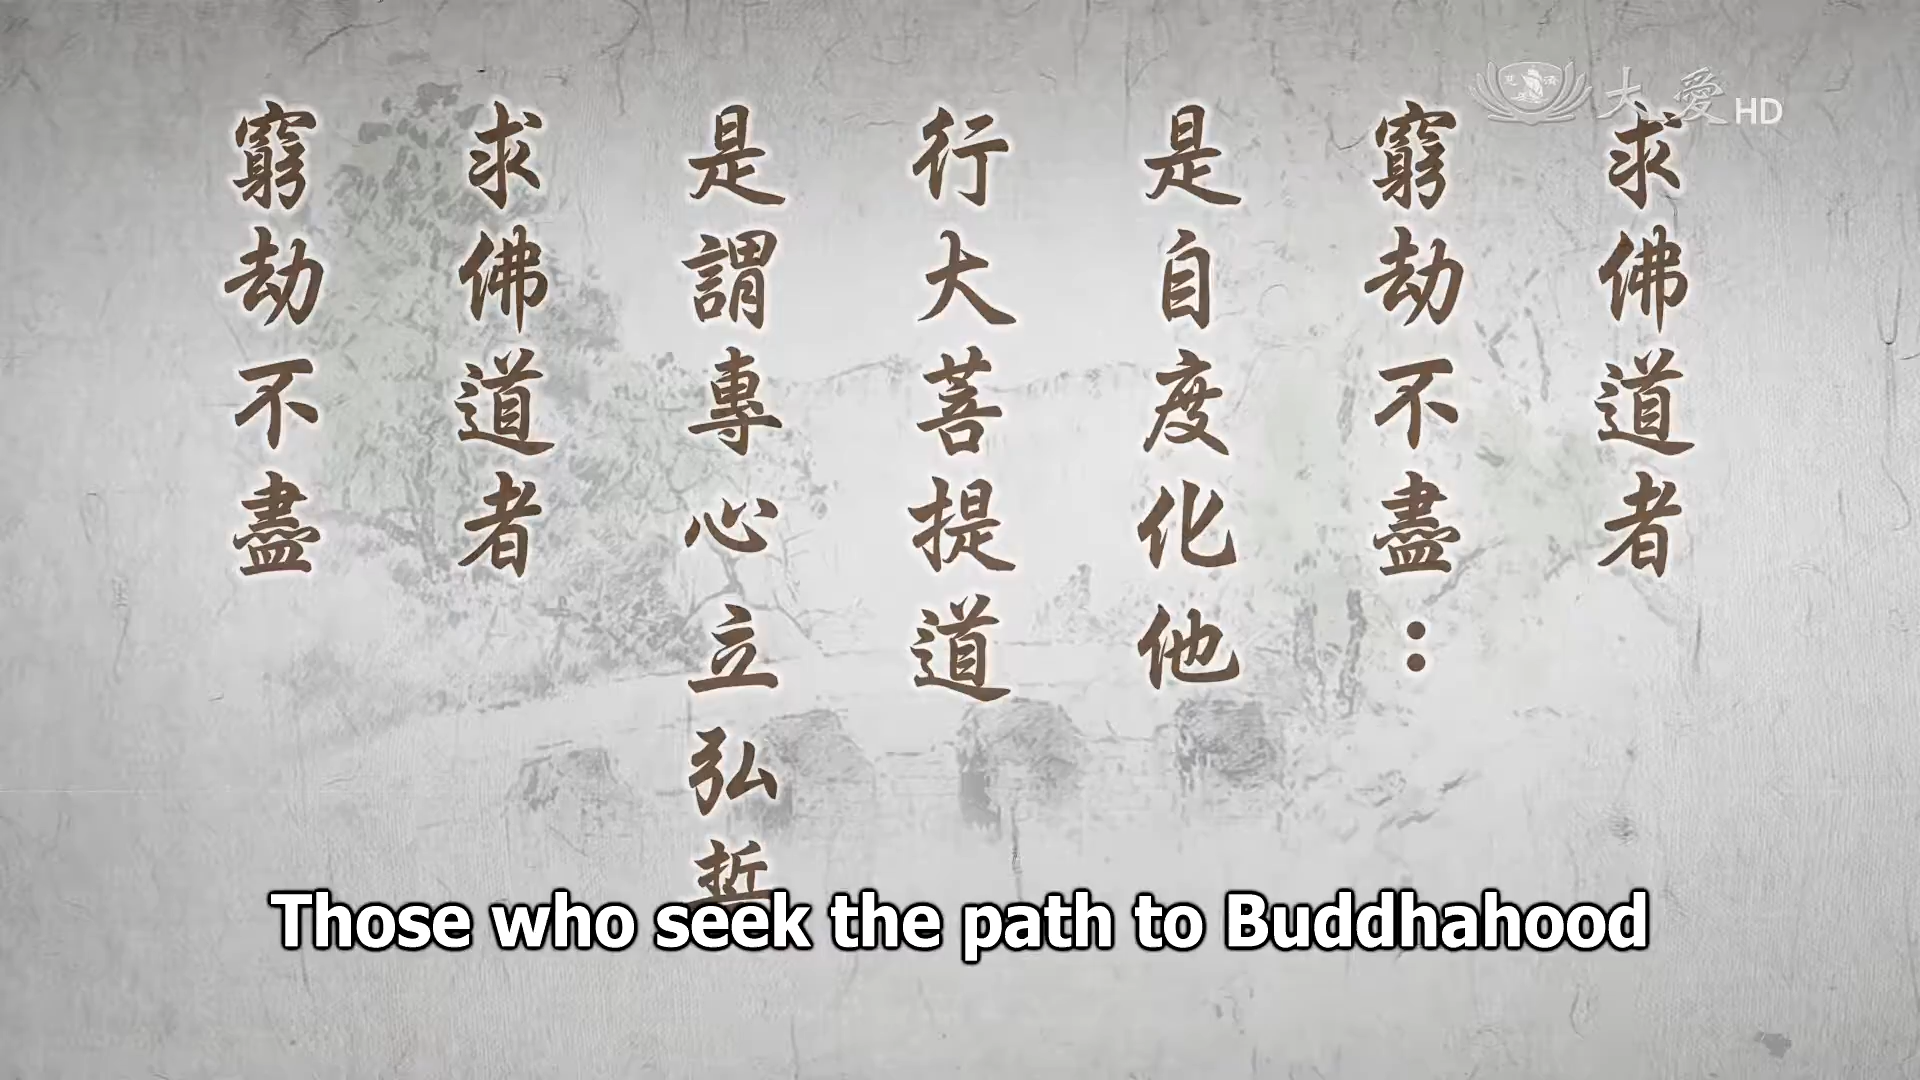 大愛HD
求佛道者
窮劫不盡：
是自度化他
行大菩提道
是謂專心立弘
求佛道者
窮劫不盡
Those who seek the path to Buddhahood